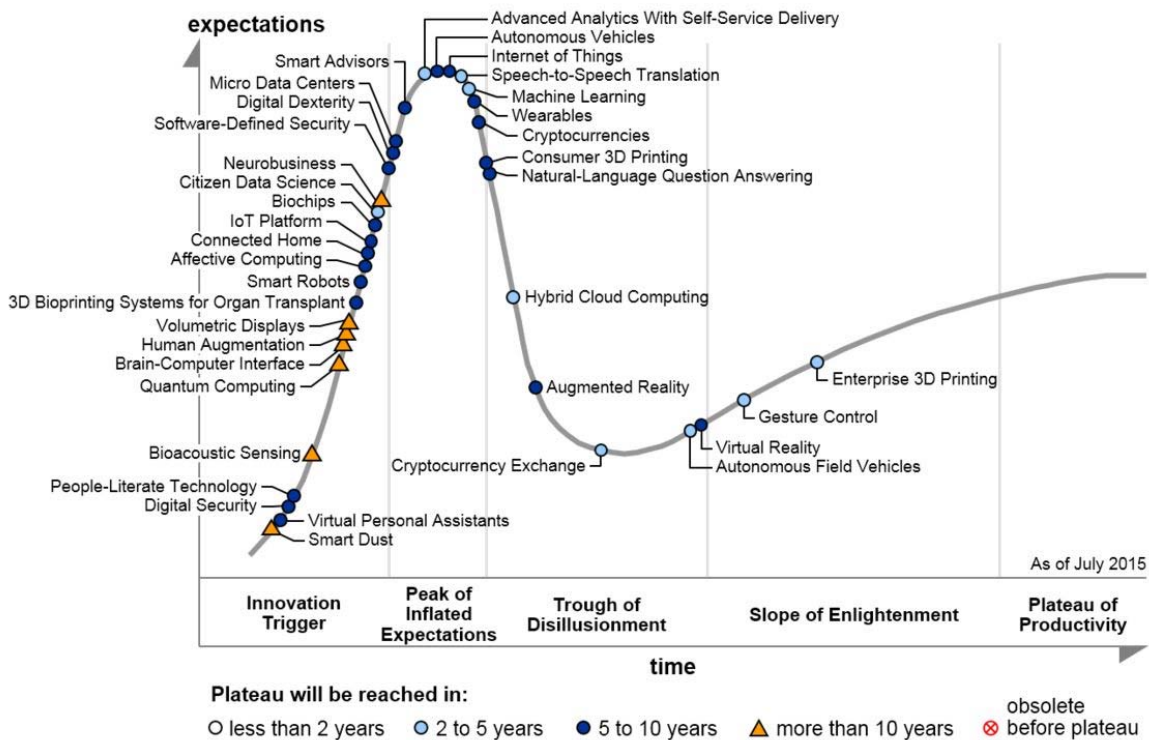 expectations
Advanced Analytics With Self-Service Delivery
Autonomous Vehicles
Internet of Things
Speech-to-Speech Translation
Machine Learning
Wearables
Cryptocurrencies
Consumer 3D Printing
Natural-Language Question Answering
Smart Advisors
Micro Data Centers
Digital Dexterity
Software-Defined Security
Neurobusiness
Citizen Data Science
Biochips
IoT Platform
Connected Home
Affective Computing
Smart Robots
3D Bioprinting Systems for Organ Transplant
Volumetric Displays
Human Augmentation
Brain-Computer Interface
Quantum Computing
Bioacoustic Sensing
People-Literate Technology
Digital Security
Virtual Personal Assistants
Smart Dust
Hybrid Cloud Computing
Augmented Reality
Cryptocurrency Exchange
Enterprise 3D Printing
Gesture Control
Virtual Reality
Autonomous Field Vehicles
As of July 2015
Innovation
Trigger
Peak of
Inflated
Expectations
Trough of
Disillusionment
Slope of Enlightenment
Plateau of
Productivity
time
Plateau will be reached in:
less than 2 years
2 to 5 years
5 to 10 years
more than 10 years
obsolete
before plateau